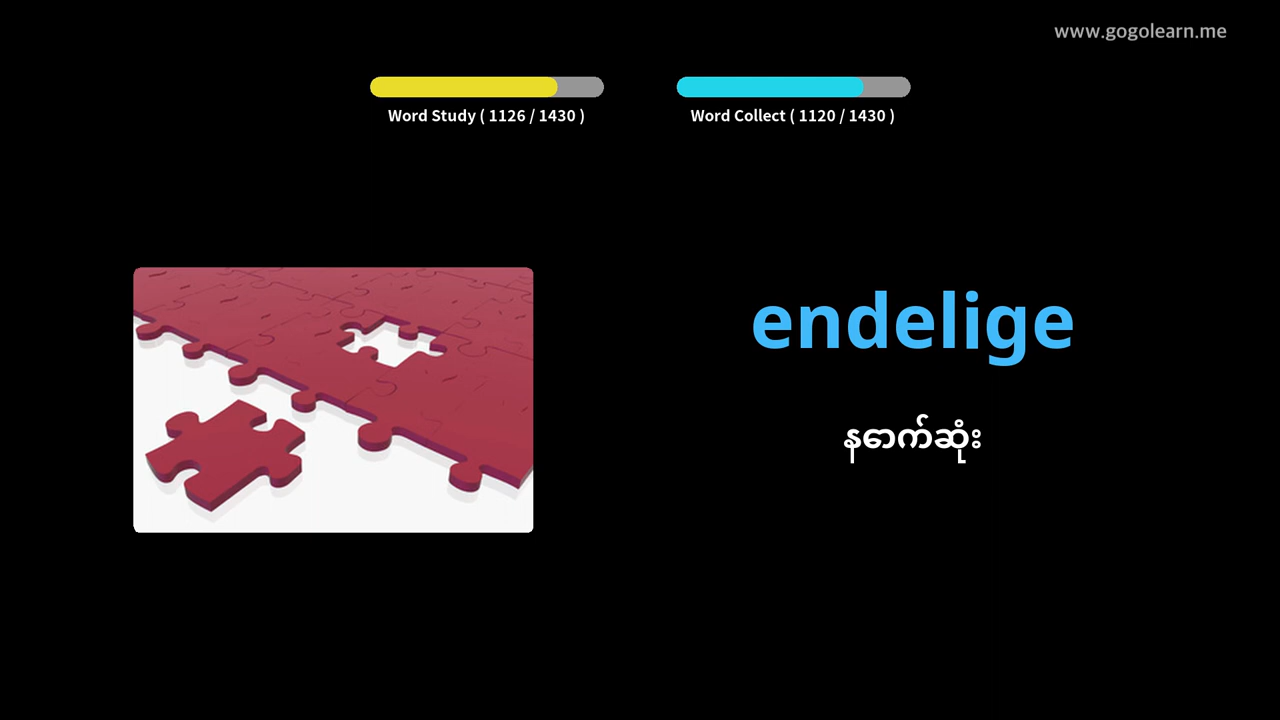 www.gogolearn.me
Word Study ( 1126 / 1430 )
Word Collect ( 1120 / 1430 )
endelige
နောက်ဆုံး